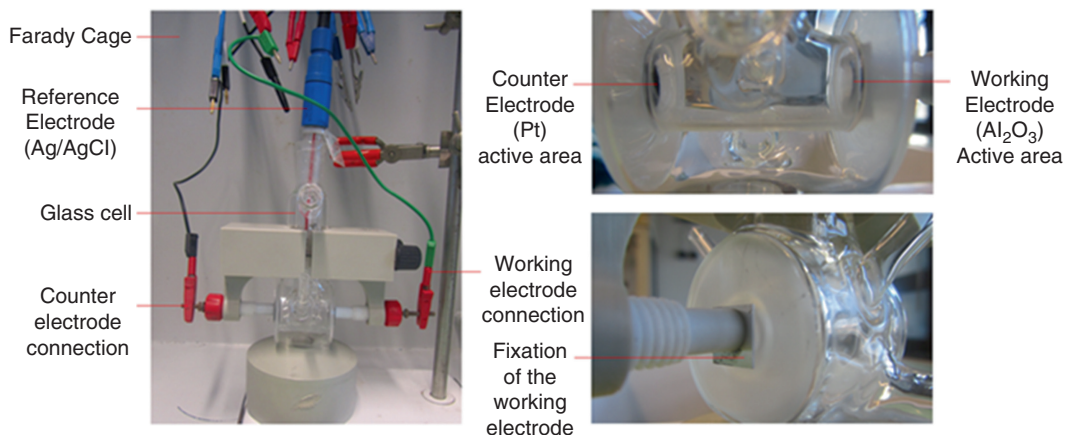 Farady Cage
Reference
Electrode
(Ag/AgCl)
Glass cell
Counter
electrode
connection
Counter
Electrode
(Pt)
active area
Working
Electrode
(Al₂O₃)
Active area
Working
electrode
connection
Fixation
of the
working
electrode